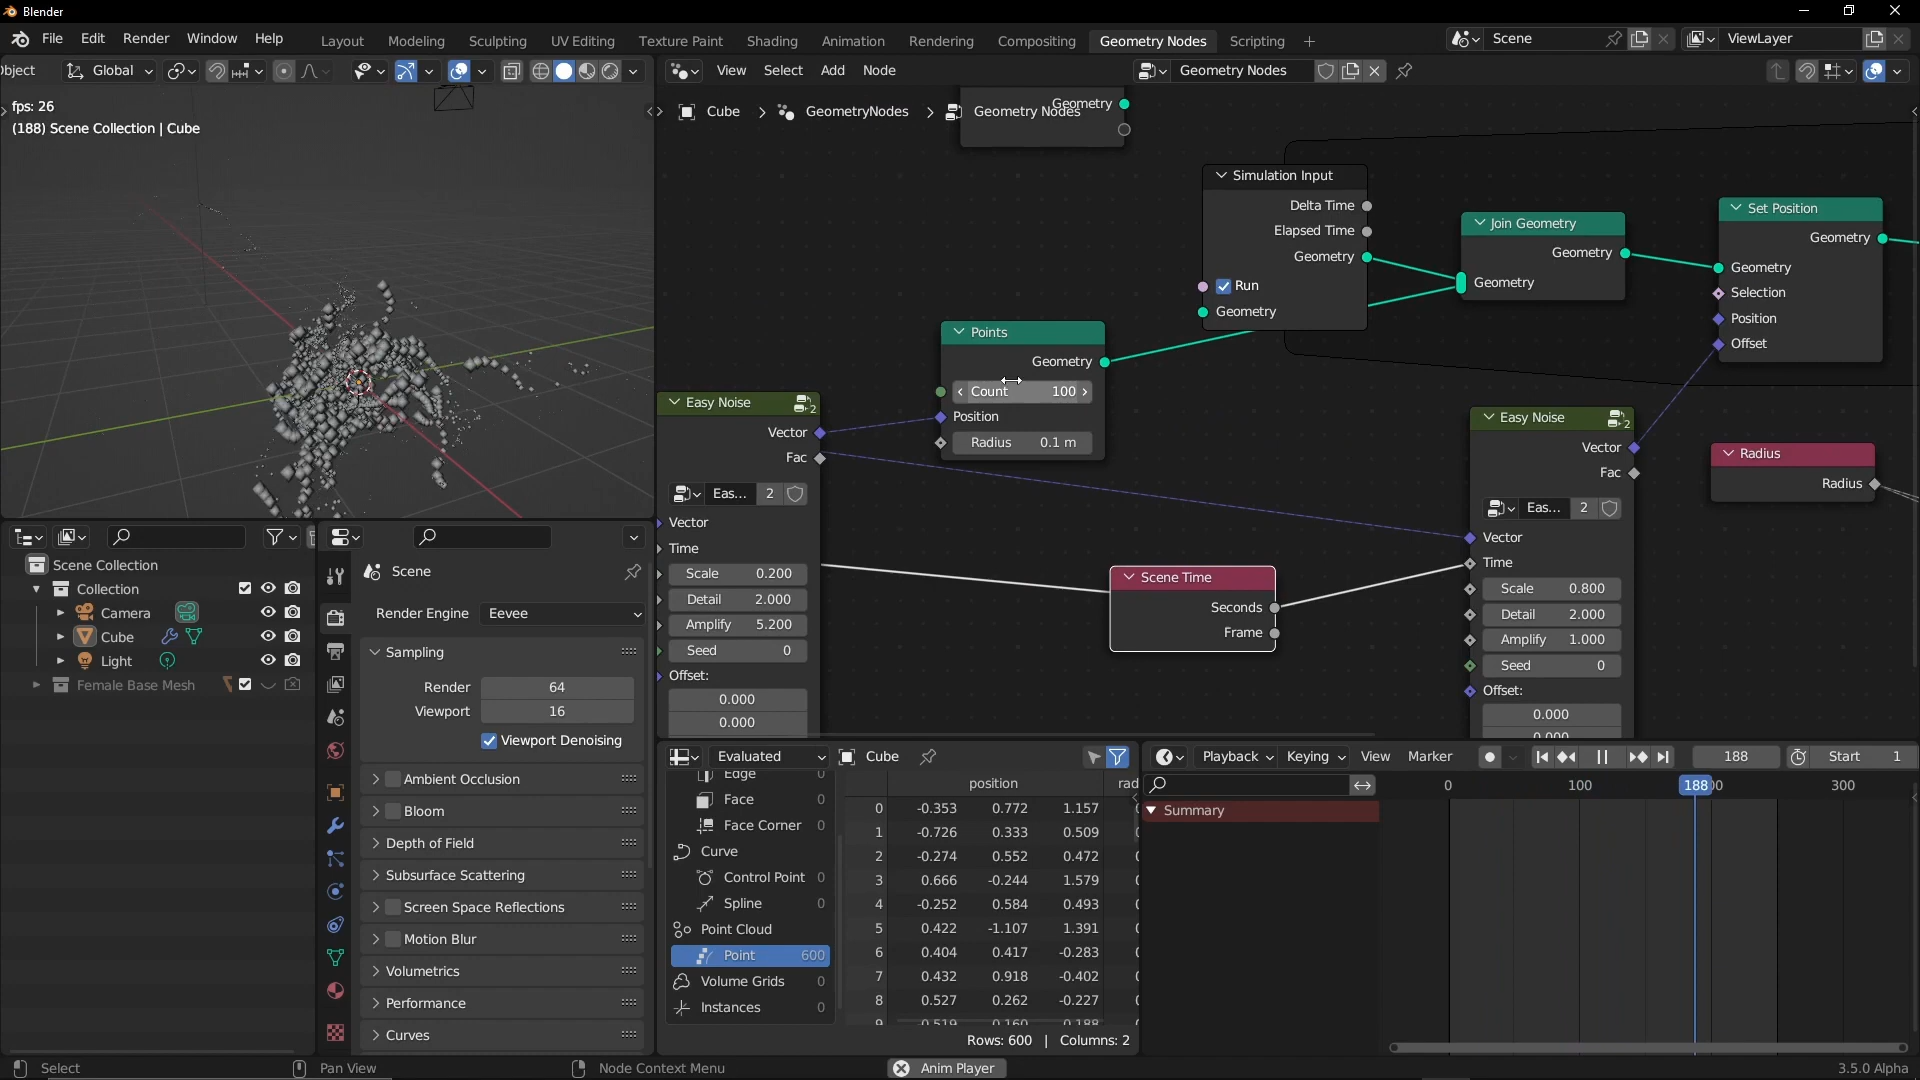 Blender
File Edit Render Window Help Layout Modeling Sculpting UV Editing Texture Paint Shading Animation Rendering Compositing Geometry Nodes Scripting + Scene ViewLayer
bject Global View Select Add Node Geometry Nodes
fps: 26
(188) Scene Collection | Cube
Cube > GeometryNodes > Geometry Nodes
Geometry
Simulation Input
Delta Time
Elapsed Time
Geometry
Run
Geometry
Join Geometry
Geometry
Geometry
Set Position
Geometry
Geometry
Selection
Position
Offset
Points
Geometry
Count 100
Position
Radius 0.1 m
Easy Noise 2
Vector
Fac
Eas... 2
Vector
Time
Scale 0.200
Detail 2.000
Amplify 5.200
Seed 0
Offset:
0.000
0.000
Scene Time
Seconds
Frame
Easy Noise 2
Vector
Fac
Eas... 2
Vector
Time
Scale 0.800
Detail 2.000
Amplify 1.000
Seed 0
Offset:
0.000
Radius
Radius
Scene Collection
Collection
Camera
Cube
Light
Female Base Mesh
Scene
Render Engine Eevee
Sampling
Render 64
Viewport 16
Viewport Denoising
Ambient Occlusion
Bloom
Depth of Field
Subsurface Scattering
Screen Space Reflections
Motion Blur
Volumetrics
Performance
Curves
Evaluated Cube
Edge 0
Face 0
Face Corner 0
Curve
Control Point 0
Spline 0
Point Cloud
Point 600
Volume Grids 0
Instances 0
position rad
0 -0.353 0.772 1.157
1 -0.726 0.333 0.509
2 -0.274 0.552 0.472
3 0.666 -0.244 1.579
4 -0.252 0.584 0.493
5 0.422 -1.107 1.391
6 0.404 0.417 -0.283
7 0.432 0.918 -0.402
8 0.527 0.262 -0.227
Rows: 600 | Columns: 2
Playback Keying View Marker 188 Start 1
0 100 188 300
Summary
Select Pan View Node Context Menu Anim Player 3.5.0 Alpha